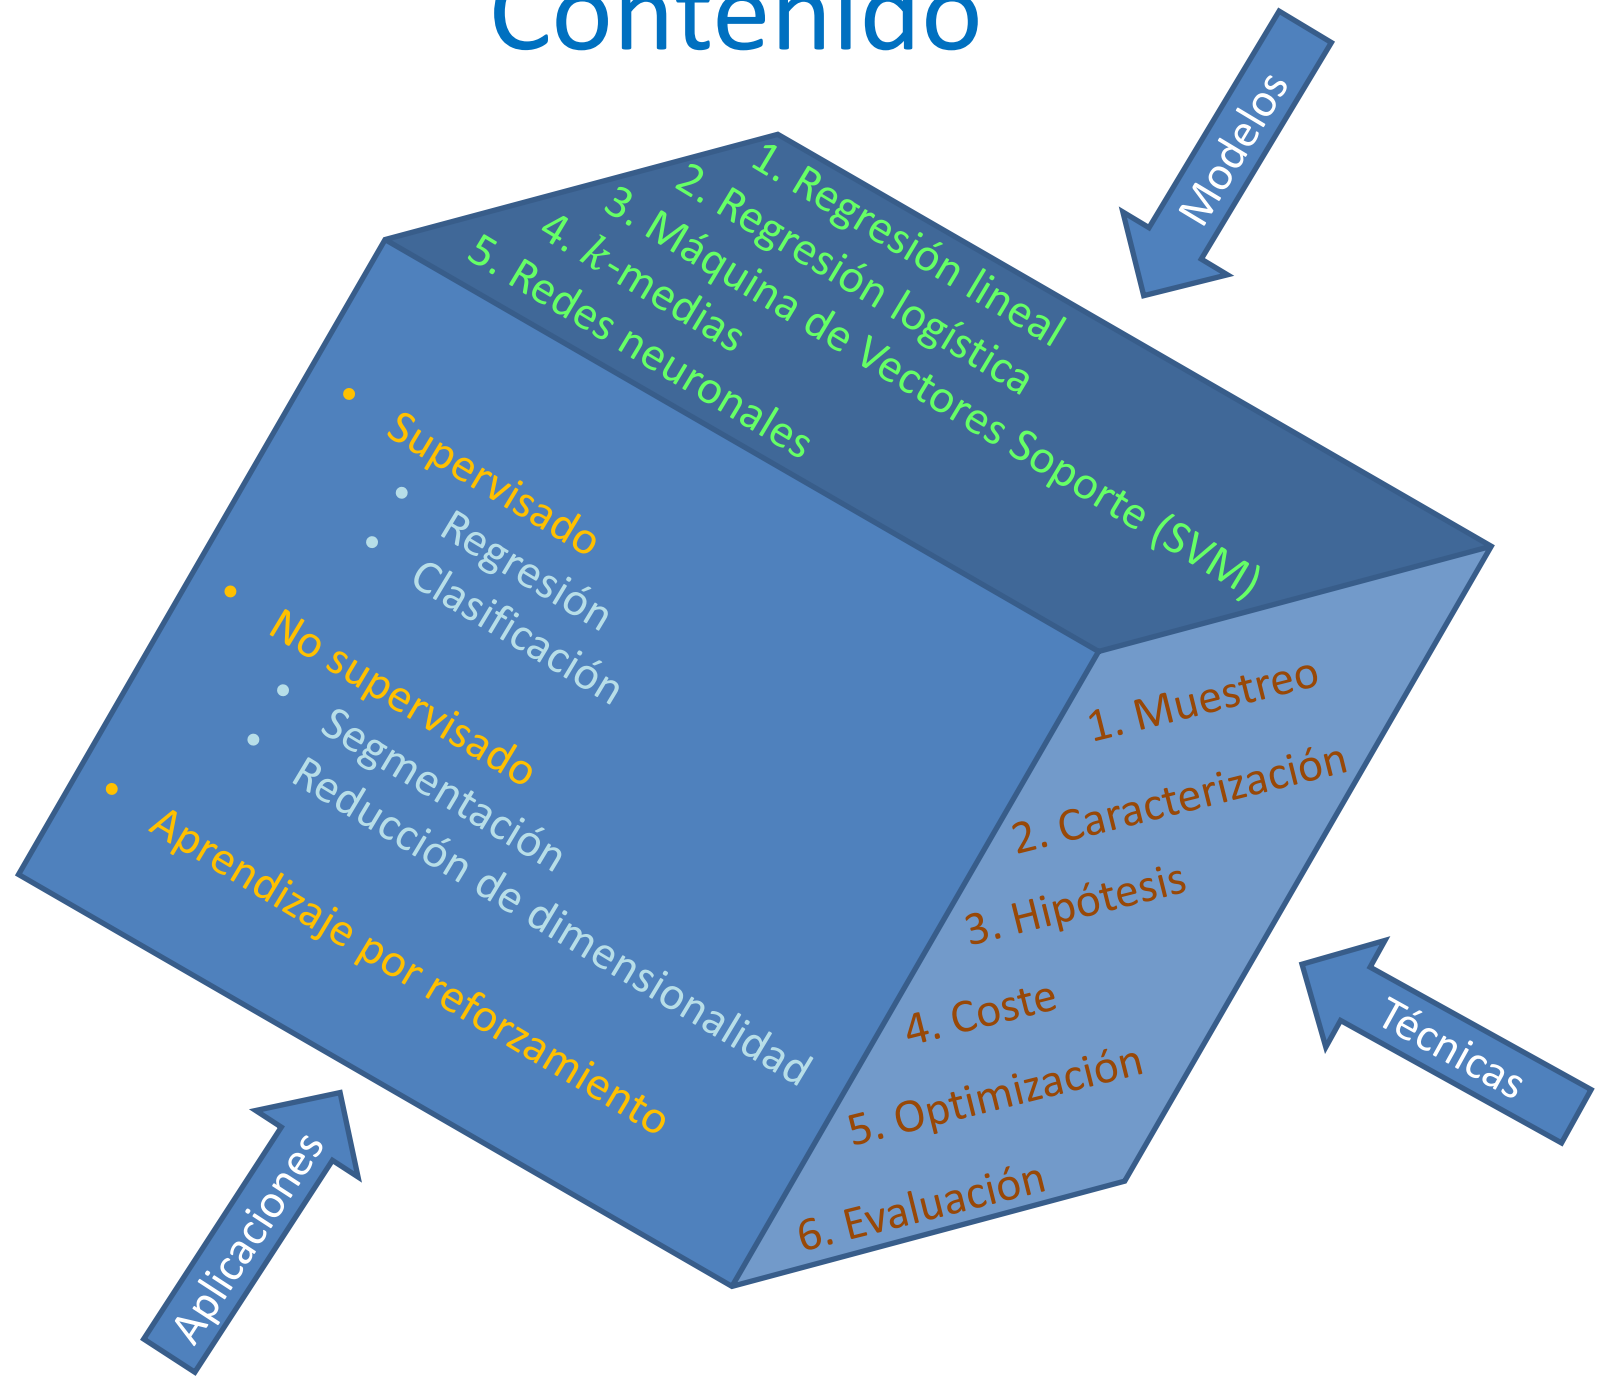 Contenido
Modelos
1. Regresión lineal
2. Regresión logística
3. Máquina de Vectores Soporte (SVM)
4. k-medias
5. Redes neuronales
• Supervisado
• Regresión
• Clasificación
• No supervisado
• Segmentación
• Reducción de dimensionalidad
• Aprendizaje por reforzamiento
1. Muestreo
2. Caracterización
3. Hipótesis
4. Coste
5. Optimización
6. Evaluación
Técnicas
Aplicaciones